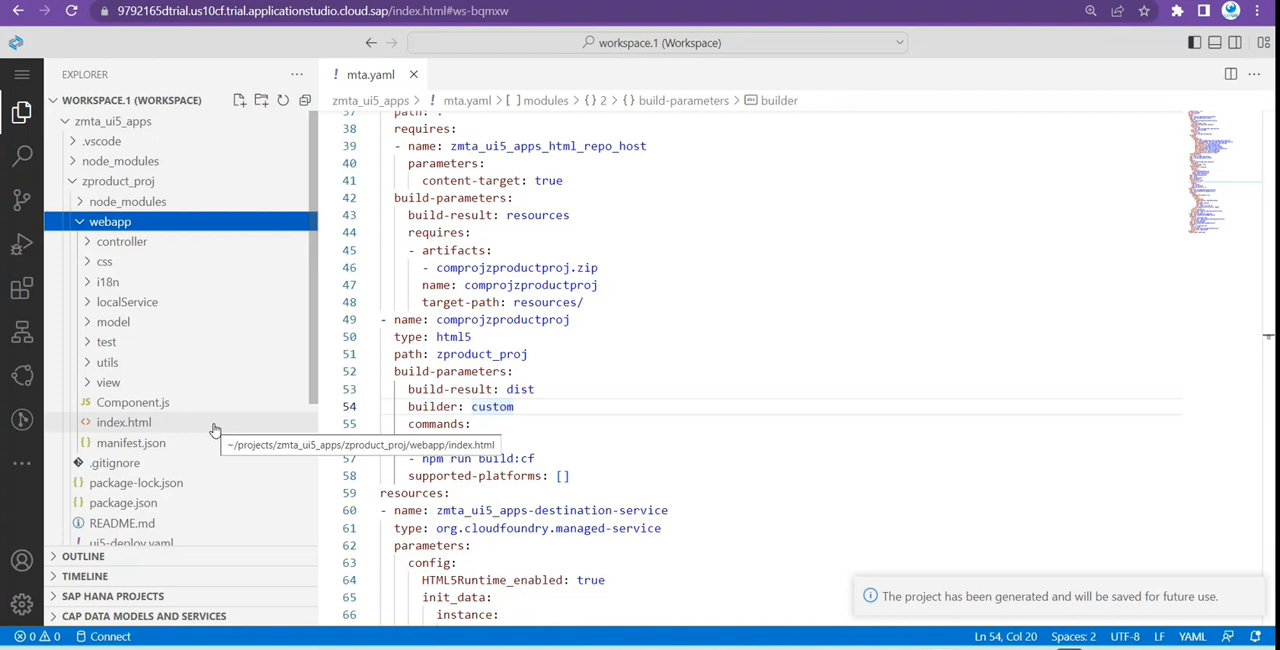 9792165dtrial.us10cf.trial.applicationstudio.cloud.sap/index.html#ws-bqmxw
workspace.1 (Workspace)
EXPLORER
WORKSPACE.1 (WORKSPACE)
zmta_ui5_apps
.vscode
node_modules
zproduct_proj
node_modules
webapp
controller
css
i18n
localService
model
test
utils
view
JS Component.js
<> index.html
{} manifest.json
.gitignore
{} package-lock.json
{} package.json
README.md
! ui5-deploy.yaml
OUTLINE
TIMELINE
SAP HANA PROJECTS
CAP DATA MODELS AND SERVICES
! mta.yaml
zmta_ui5_apps > ! mta.yaml > [ ] modules > {} 2 > {} build-parameters > builder
37 path: .
38 requires:
39 - name: zmta_ui5_apps_html_repo_host
40 parameters:
41 content-target: true
42 build-parameters:
43 build-result: resources
44 requires:
45 - artifacts:
46 - comprojzproductproj.zip
47 name: comprojzproductproj
48 target-path: resources/
49 - name: comprojzproductproj
50 type: html5
51 path: zproduct_proj
52 build-parameters:
53 build-result: dist
54 builder: custom
55 commands:
~/projects/zmta_ui5_apps/zproduct_proj/webapp/index.html
57 - npm run build:cf
58 supported-platforms: []
59 resources:
60 - name: zmta_ui5_apps-destination-service
61 type: org.cloudfoundry.managed-service
62 parameters:
63 config:
64 HTML5Runtime_enabled: true
65 init_data:
66 instance:
The project has been generated and will be saved for future use.
0 0 Connect
Ln 54, Col 20 Spaces: 2 UTF-8 LF YAML